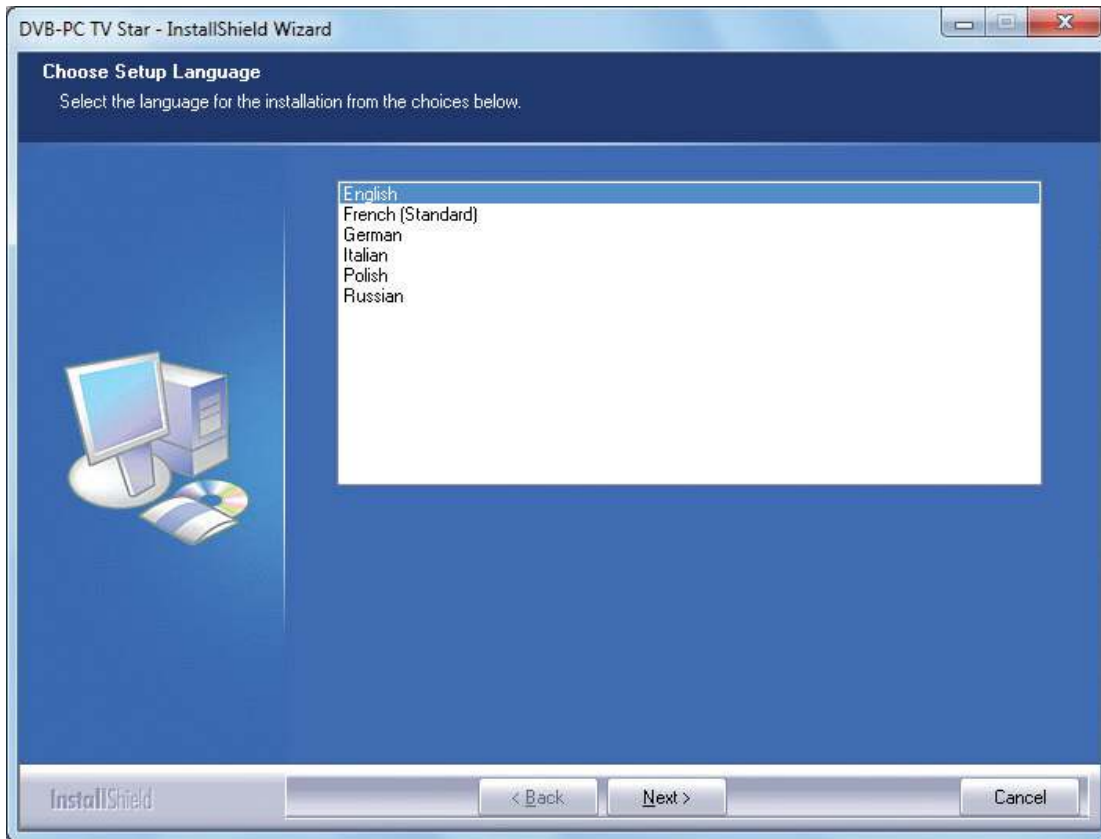 DVB-PC TV Star - InstallShield Wizard
Choose Setup Language
Select the language for the installation from the choices below.
English
French (Standard)
German
Italian
Polish
Russian
InstallShield
< Back
Next >
Cancel